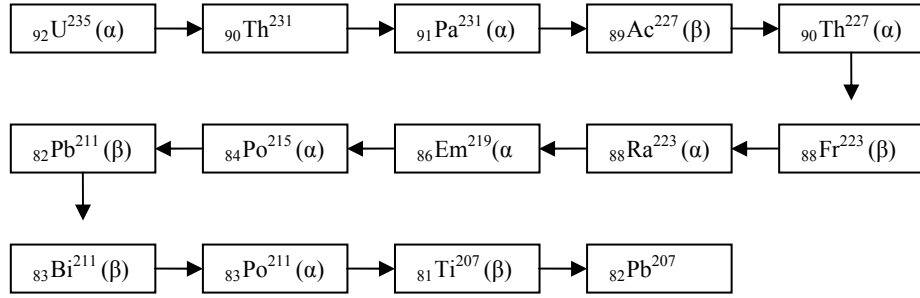 ₉₂U²³⁵ (α) ₉₀Th²³¹ ₉₁Pa²³¹ (α) ₈₉Ac²²⁷ (β) ₉₀Th²²⁷ (α)
₈₂Pb²¹¹ (β) ₈₄Po²¹⁵ (α) ₈₆Em²¹⁹(α ₈₈Ra²²³ (α) ₈₈Fr²²³ (β)
₈₃Bi²¹¹ (β) ₈₃Po²¹¹ (α) ₈₁Ti²⁰⁷ (β) ₈₂Pb²⁰⁷